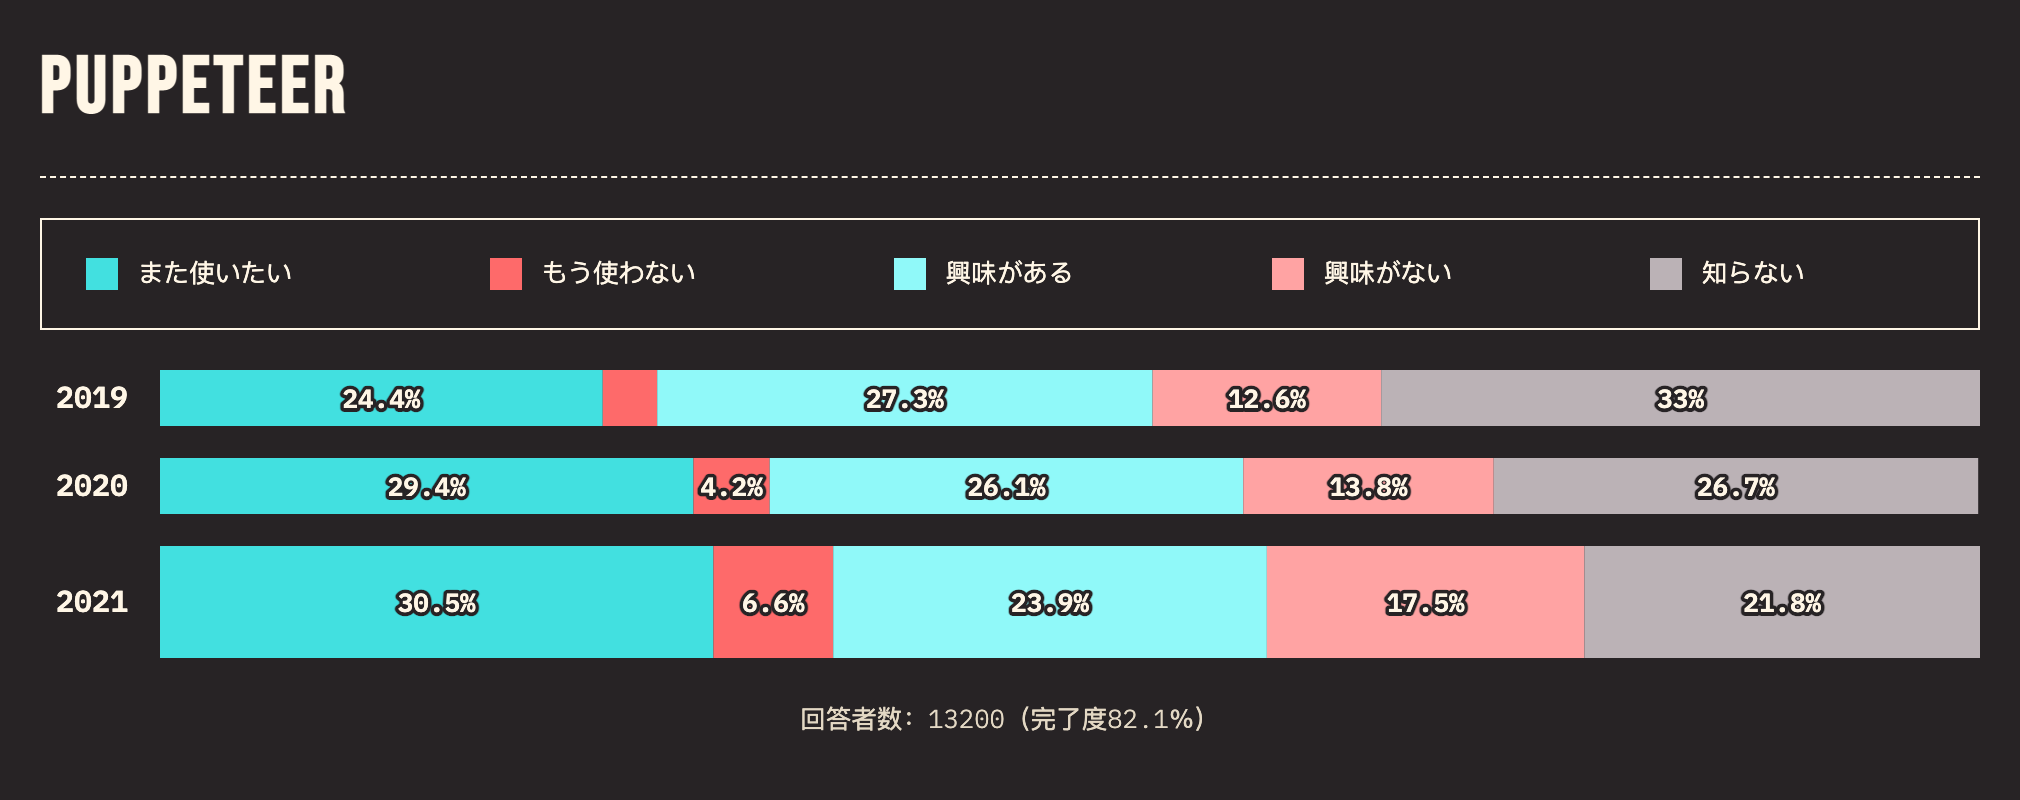 PUPPETEER
また使いたい もう使わない 興味がある 興味がない 知らない
2019 24.4% 27.3% 12.6% 33%
2020 29.4% 4.2% 26.1% 13.8% 26.7%
2021 30.5% 6.6% 23.9% 17.5% 21.8%
回答者数: 13200 (完了度82.1%)